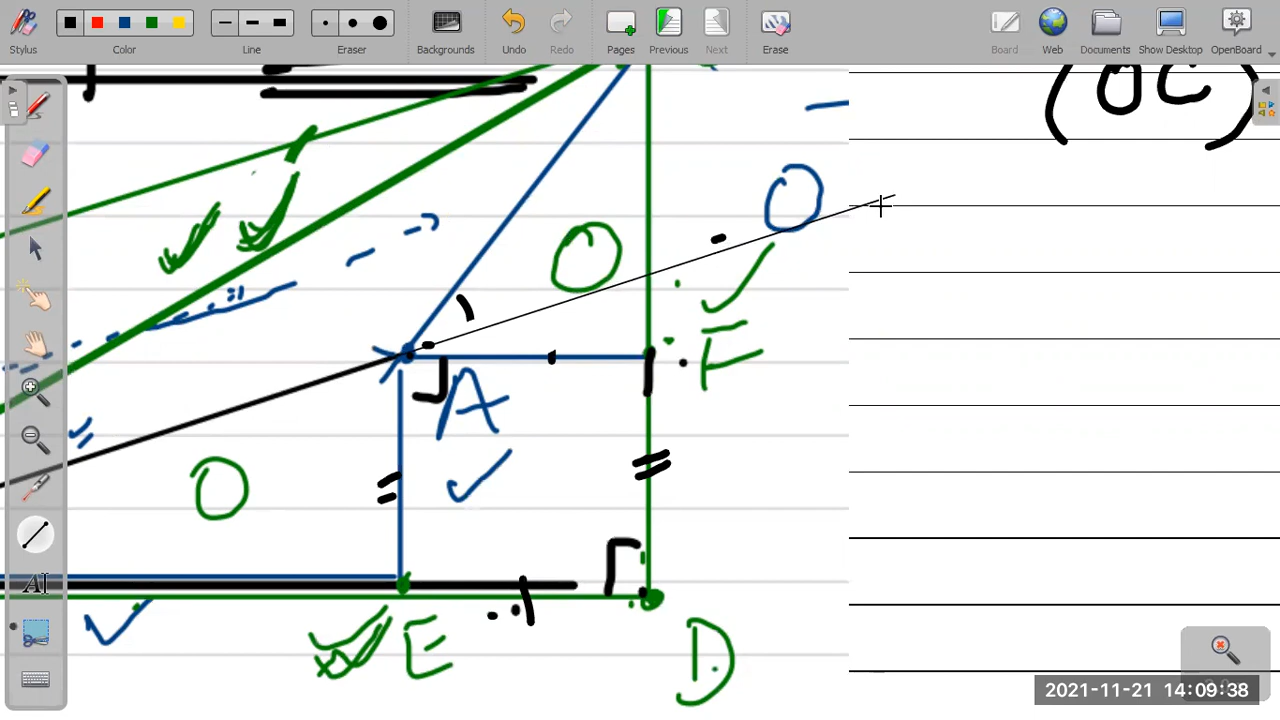 Stylus Color Line Eraser Backgrounds Undo Redo Pages Previous Next Erase Board Web Documents Show Desktop OpenBoard
(OC)
O
O
F
A
O
E
D
2021-11-21 14:09:38